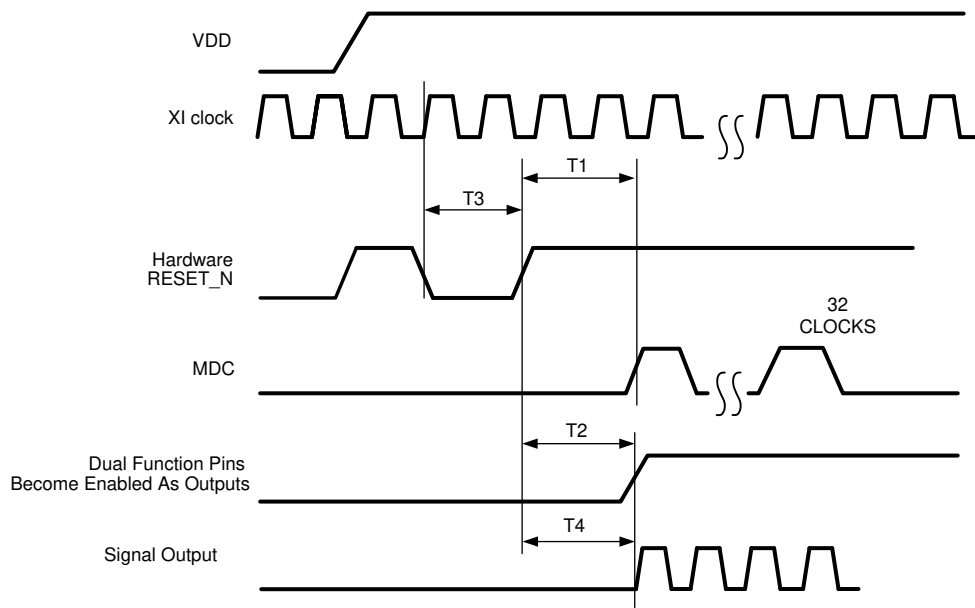 VDD
XI clock
T1
T3
Hardware
RESET_N
32
CLOCKS
MDC
T2
Dual Function Pins
Become Enabled As Outputs
T4
Signal Output